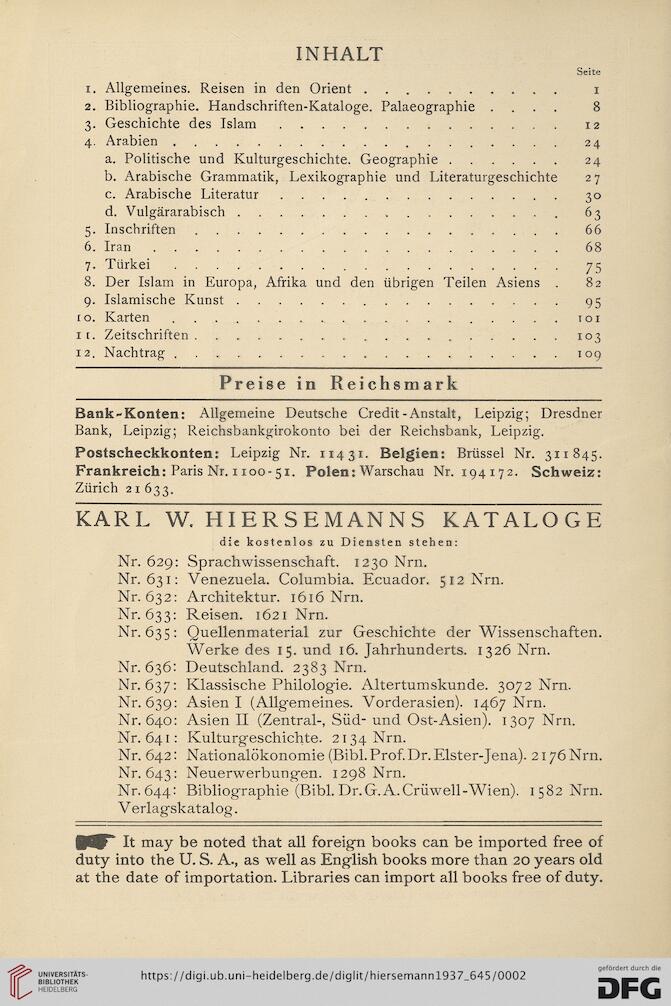 INHALT
Seite
1. Allgemeines. Reisen in den Orient . . . . . . . . . . 1
2. Bibliographie. Handschriften-Kataloge. Palaeographie . . . . 8
3. Geschichte des Islam . . . . . . . . . . . . . . 12
4. Arabien . . . . . . . . . . . . . . . . . . . 24
a. Politische und Kulturgeschichte. Geographie . . . . . . 24
b. Arabische Grammatik, Lexikographie und Literaturgeschichte 27
c. Arabische Literatur . . . . . . . . . . . . . . 30
d. Vulgärarabisch . . . . . . . . . . . . . . . . 63
5. Inschriften . . . . . . . . . . . . . . . . . . 66
6. Iran . . . . . . . . . . . . . . . . . . . . 68
7. Türkei . . . . . . . . . . . . . . . . . . . 75
8. Der Islam in Europa, Afrika und den übrigen Teilen Asiens . 82
9. Islamische Kunst . . . . . . . . . . . . . . . . 95
10. Karten . . . . . . . . . . . . . . . . . . . 101
11. Zeitschriften . . . . . . . . . . . . . . . . . . 103
12. Nachtrag . . . . . . . . . . . . . . . . . . . 109
Preise in Reichsmark
Bank-Konten: Allgemeine Deutsche Credit-Anstalt, Leipzig; Dresdner
Bank, Leipzig; Reichsbankgirokonto bei der Reichsbank, Leipzig.
Postscheckkonten: Leipzig Nr. 11431. Belgien: Brüssel Nr. 311845.
Frankreich: Paris Nr. 1100-51. Polen: Warschau Nr. 194172. Schweiz:
Zürich 21633.
KARL W. HIERSEMANNS KATALOGE
die kostenlos zu Diensten stehen:
Nr. 629: Sprachwissenschaft. 1230 Nrn.
Nr. 631: Venezuela. Columbia. Ecuador. 512 Nrn.
Nr. 632: Architektur. 1616 Nrn.
Nr. 633: Reisen. 1621 Nrn.
Nr. 635: Quellenmaterial zur Geschichte der Wissenschaften.
Werke des 15. und 16. Jahrhunderts. 1326 Nrn.
Nr. 636: Deutschland. 2383 Nrn.
Nr. 637: Klassische Philologie. Altertumskunde. 3072 Nrn.
Nr. 639: Asien I (Allgemeines. Vorderasien). 1467 Nrn.
Nr. 640: Asien II (Zentral-, Süd- und Ost-Asien). 1307 Nrn.
Nr. 641: Kulturgeschichte. 2134 Nrn.
Nr. 642: Nationalökonomie (Bibl. Prof. Dr. Elster-Jena). 2176 Nrn.
Nr. 643: Neuerwerbungen. 1298 Nrn.
Nr. 644: Bibliographie (Bibl. Dr. G. A. Crüwell-Wien). 1582 Nrn.
Verlagskatalog.
It may be noted that all foreign books can be imported free of
duty into the U. S. A., as well as English books more than 20 years old
at the date of importation. Libraries can import all books free of duty.
UNIVERSITÄTS-
BIBLIOTHEK
HEIDELBERG
https://digi.ub.uni-heidelberg.de/diglit/hiersemann1937_645/0002
gefördert durch die
DFG